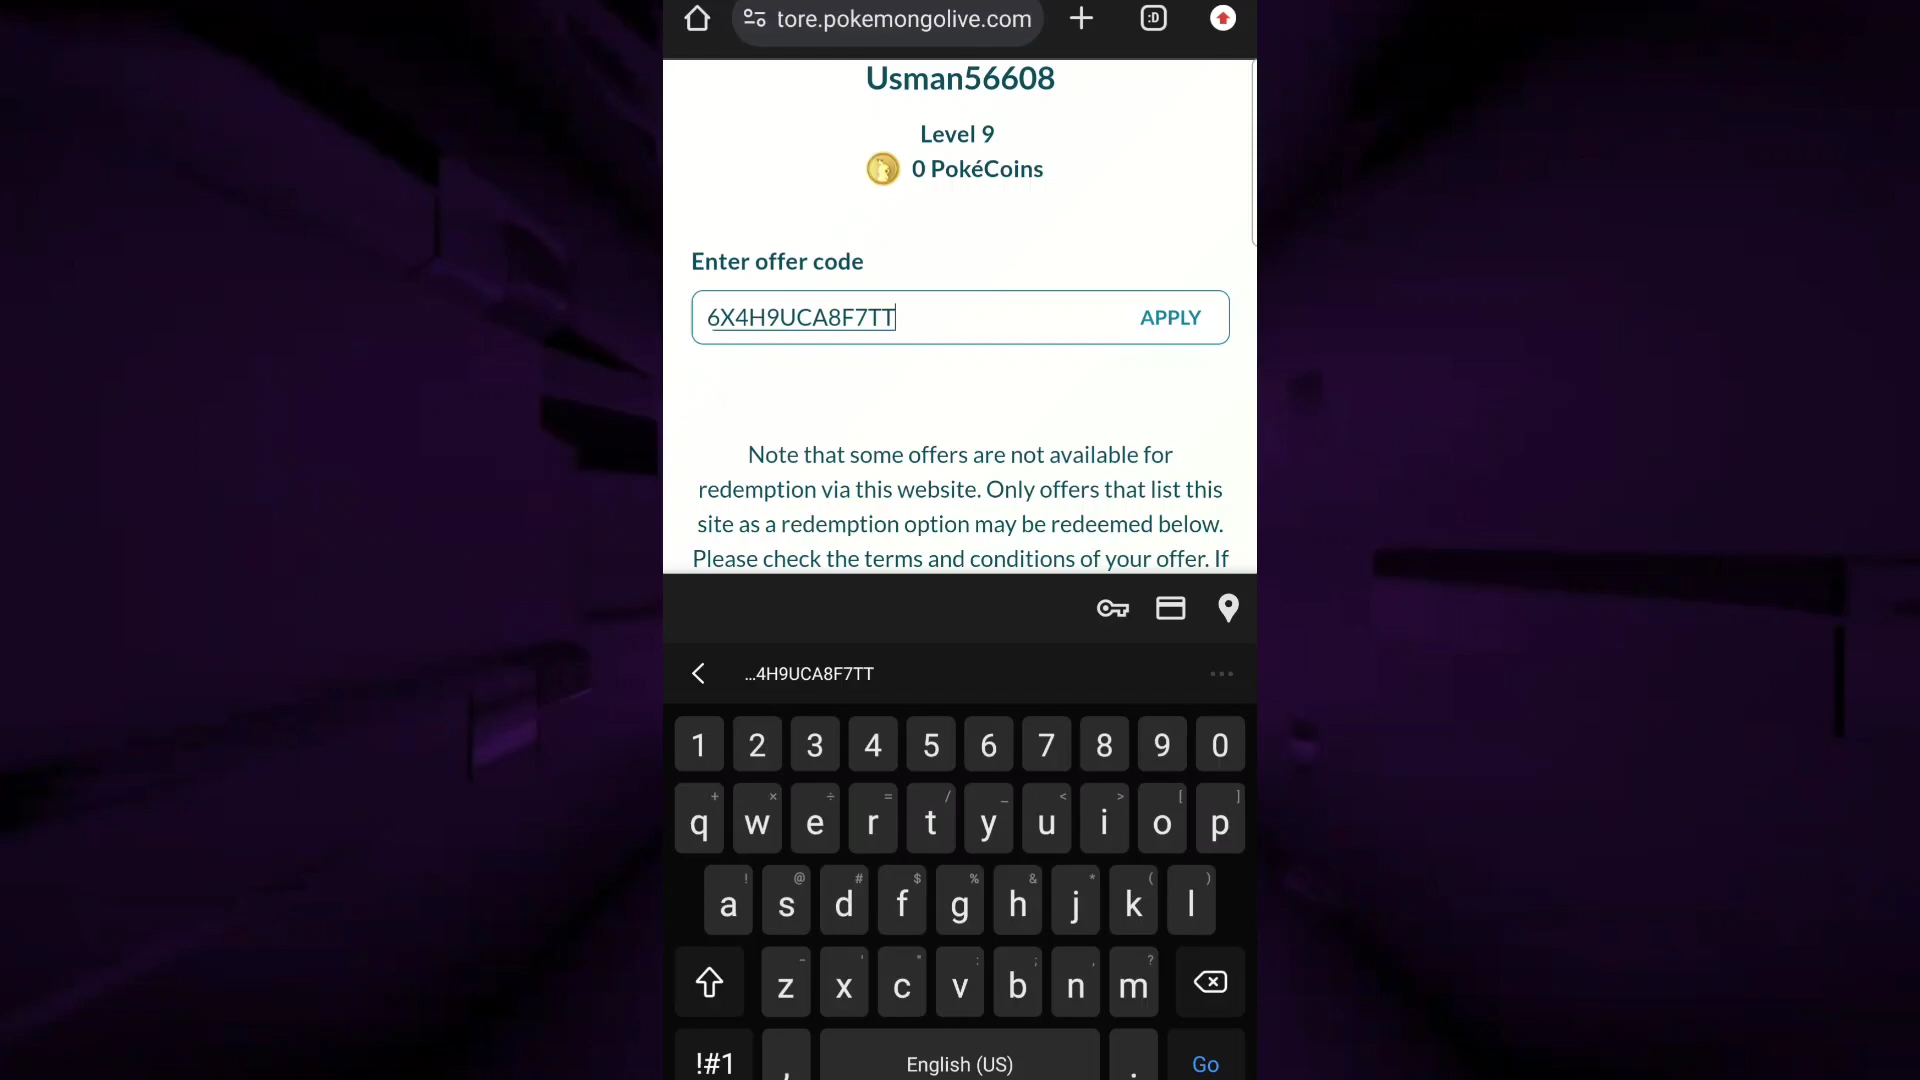 tore.pokemongolive.com
:D
Usman56608
Level 9
0 PokéCoins
Enter offer code
6X4H9UCA8F7TT
APPLY
Note that some offers are not available for
redemption via this website. Only offers that list this
site as a redemption option may be redeemed below.
Please check the terms and conditions of your offer. If
...4H9UCA8F7TT
1 2 3 4 5 6 7 8 9 0
+ × ÷ = / _ < > [ ]
q w e r t y u i o p
! @ # $ % & * ( )
a s d f g h j k l
- ' " : ; , ?
z x c v b n m
!#1 , English (US) . Go